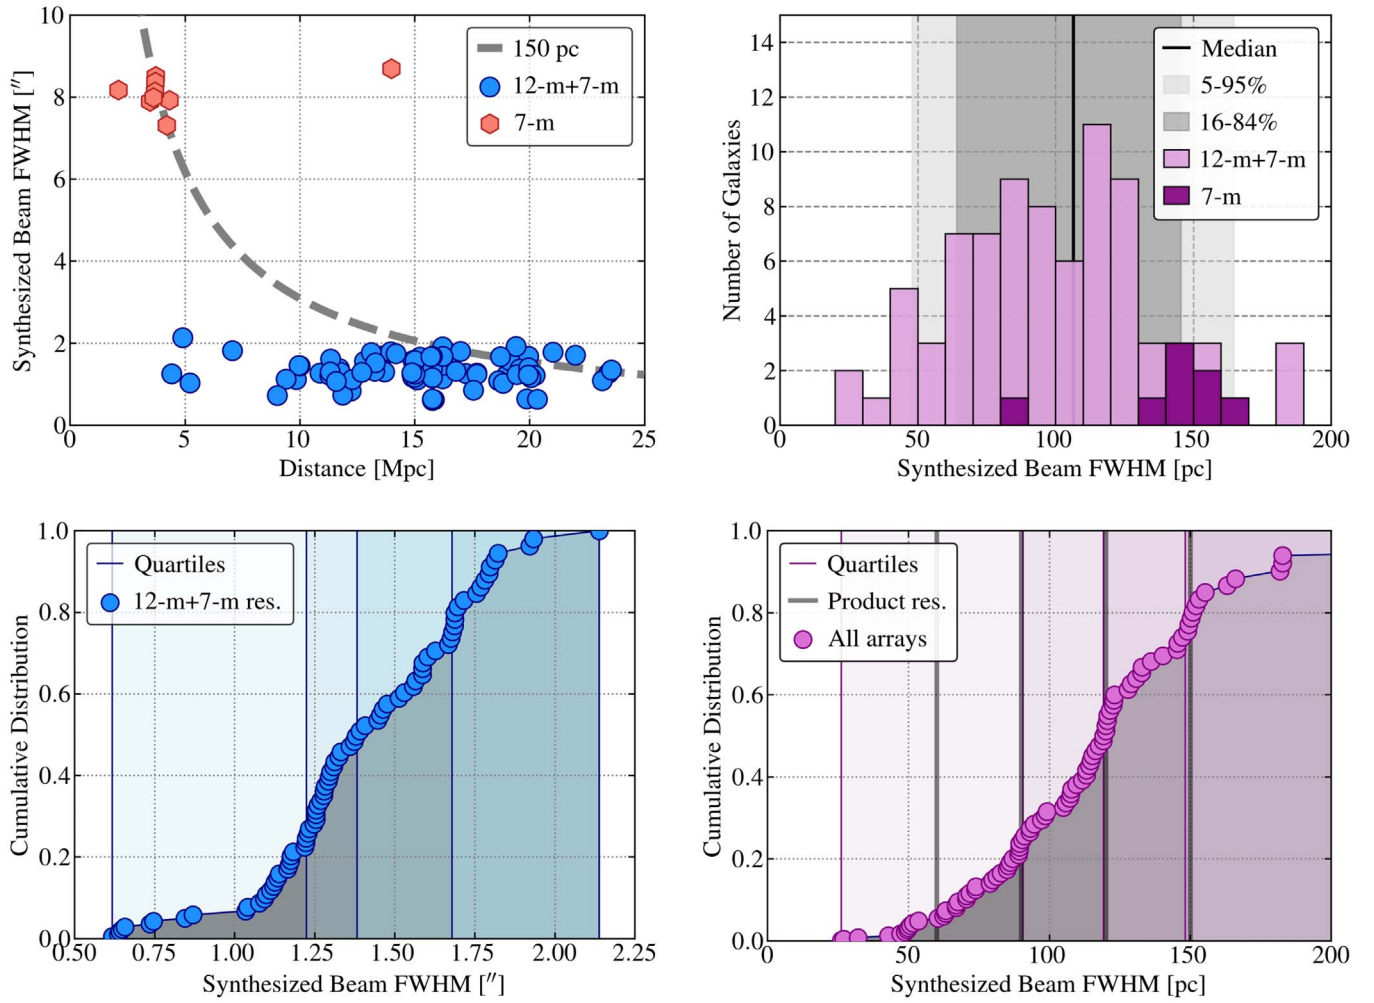 10
8
6
4
2
0
0
5
10
15
20
25
Synthesized Beam FWHM [″]
Distance [Mpc]
150 pc
12-m+7-m
7-m
14
12
10
8
6
4
2
0
0
50
100
150
200
Number of Galaxies
Synthesized Beam FWHM [pc]
Median
5-95%
16-84%
12-m+7-m
7-m
1.0
0.8
0.6
0.4
0.2
0.0
0.50
0.75
1.00
1.25
1.50
1.75
2.00
2.25
Cumulative Distribution
Synthesized Beam FWHM [″]
Quartiles
12-m+7-m res.
1.0
0.8
0.6
0.4
0.2
0.0
0
50
100
150
200
Cumulative Distribution
Synthesized Beam FWHM [pc]
Quartiles
Product res.
All arrays